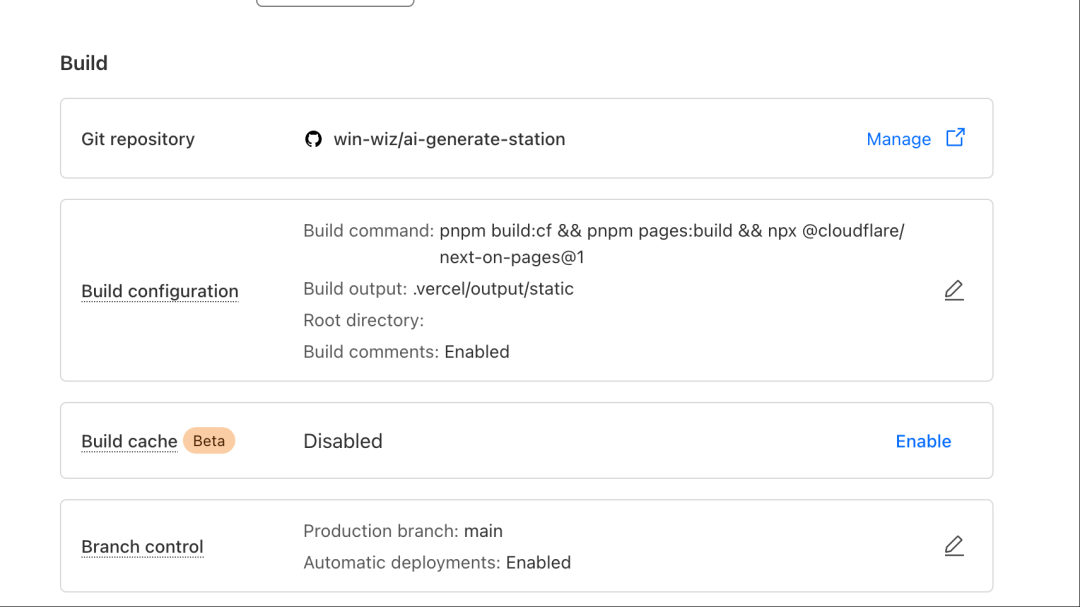 Build
Git repository
win-wiz/ai-generate-station
Manage
Build configuration
Build command: pnpm build:cf && pnpm pages:build && npx @cloudflare/
next-on-pages@1
Build output: .vercel/output/static
Root directory:
Build comments: Enabled
Build cache Beta
Disabled
Enable
Branch control
Production branch: main
Automatic deployments: Enabled